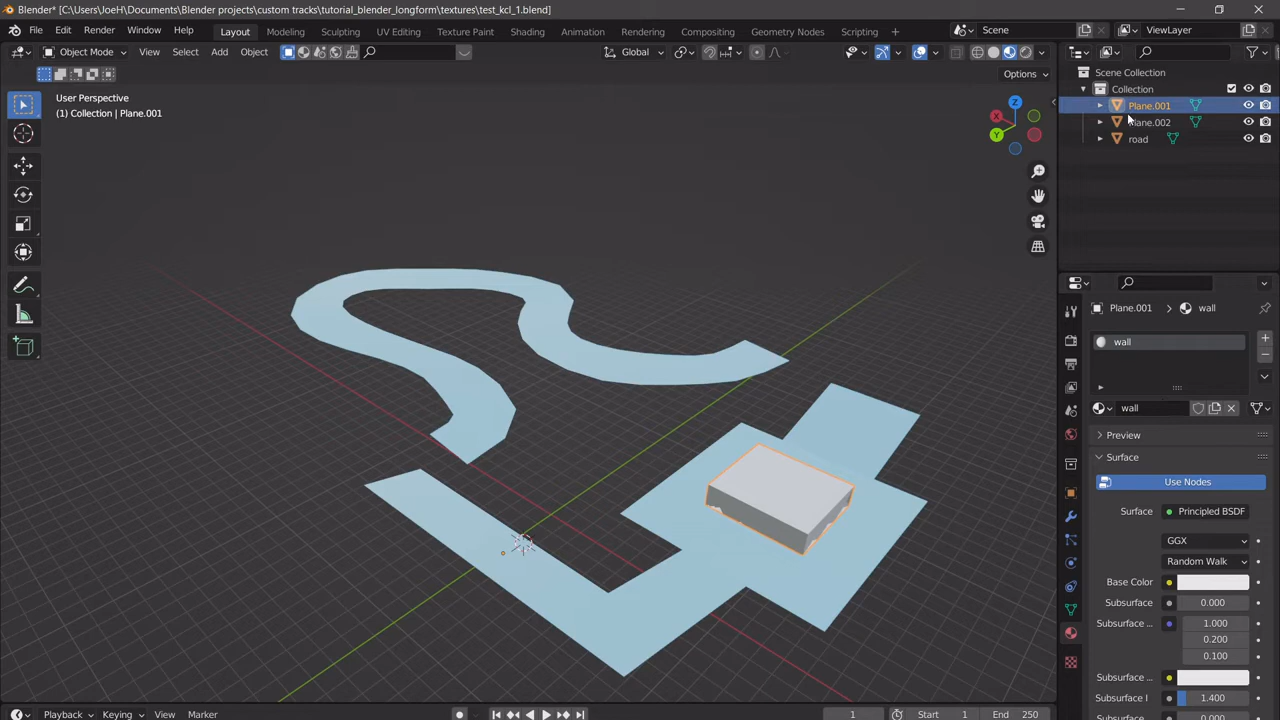 Blender* [C:\Users\JoeH\Documents\Blender projects\custom tracks\tutorial_blender_longform\textures\test_kcl_1.blend]
File Edit Render Window Help Layout Modeling Sculpting UV Editing Texture Paint Shading Animation Rendering Compositing Geometry Nodes Scripting + Scene ViewLayer
Object Mode View Select Add Object Global
Options
User Perspective
(1) Collection | Plane.001
Z
X
Y
Scene Collection
Collection
Plane.001
Plane.002
road
Plane.001 > wall
wall
wall
Preview
Surface
Use Nodes
Surface Principled BSDF
GGX
Random Walk
Base Color
Subsurface 0.000
Subsurface ... 1.000
0.200
0.100
Subsurface ...
Subsurface I 1.400
Playback Keying View Marker 1 Start 1 End 250